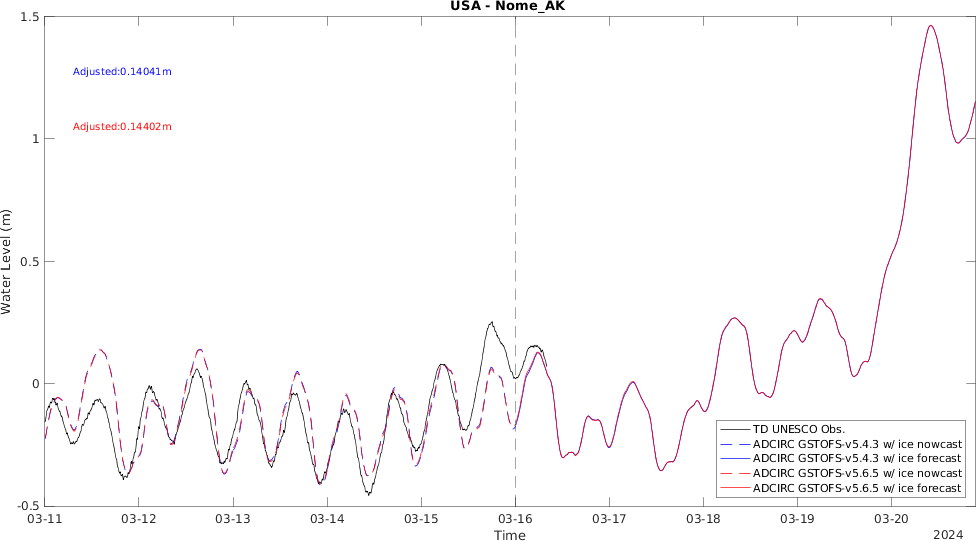 USA - Nome_AK
Adjusted:0.14041m
Adjusted:0.14402m
Water Level (m)
1.5
1
0.5
0
-0.5
TD UNESCO Obs.
ADCIRC GSTOFS-v5.4.3 w/ ice nowcast
ADCIRC GSTOFS-v5.4.3 w/ ice forecast
ADCIRC GSTOFS-v5.6.5 w/ ice nowcast
ADCIRC GSTOFS-v5.6.5 w/ ice forecast
03-11 03-12 03-13 03-14 03-15 03-16 03-17 03-18 03-19 03-20
Time
2024